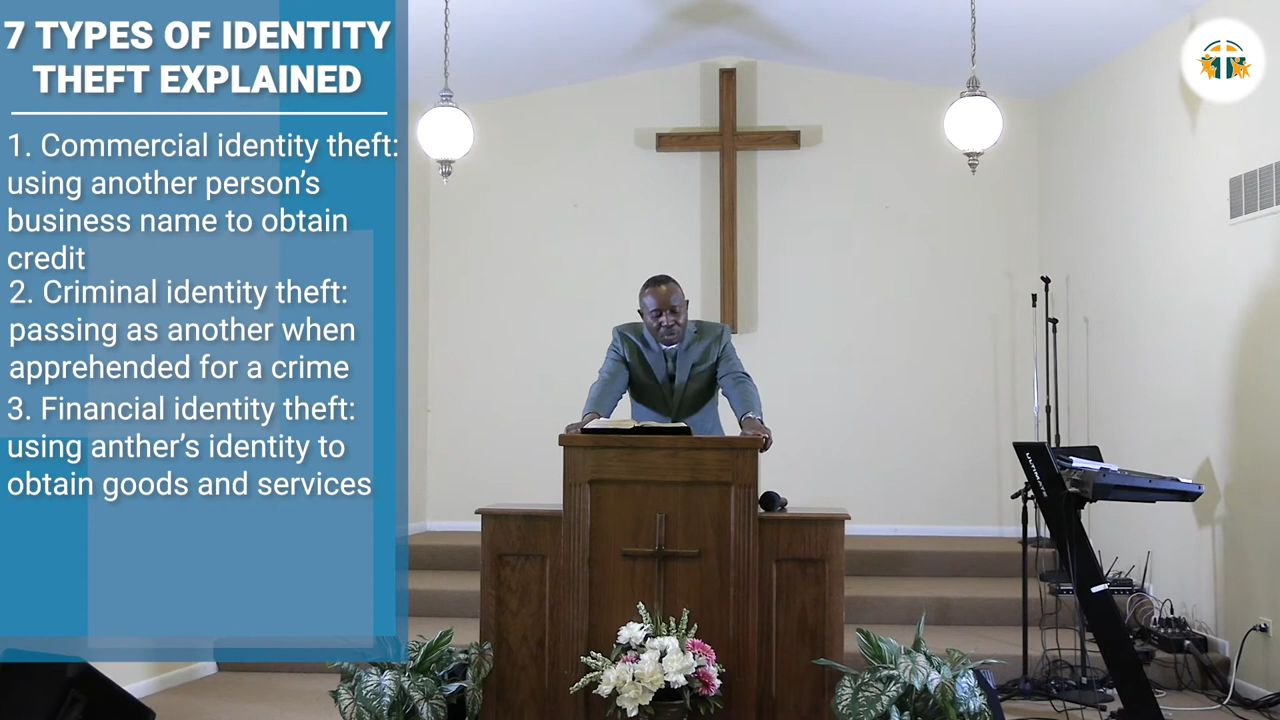 7 TYPES OF IDENTITY
THEFT EXPLAINED
1. Commercial identity theft:
using another person’s
business name to obtain
credit
2. Criminal identity theft:
passing as another when
apprehended for a crime
3. Financial identity theft:
using anther’s identity to
obtain goods and services
ULTIMATE